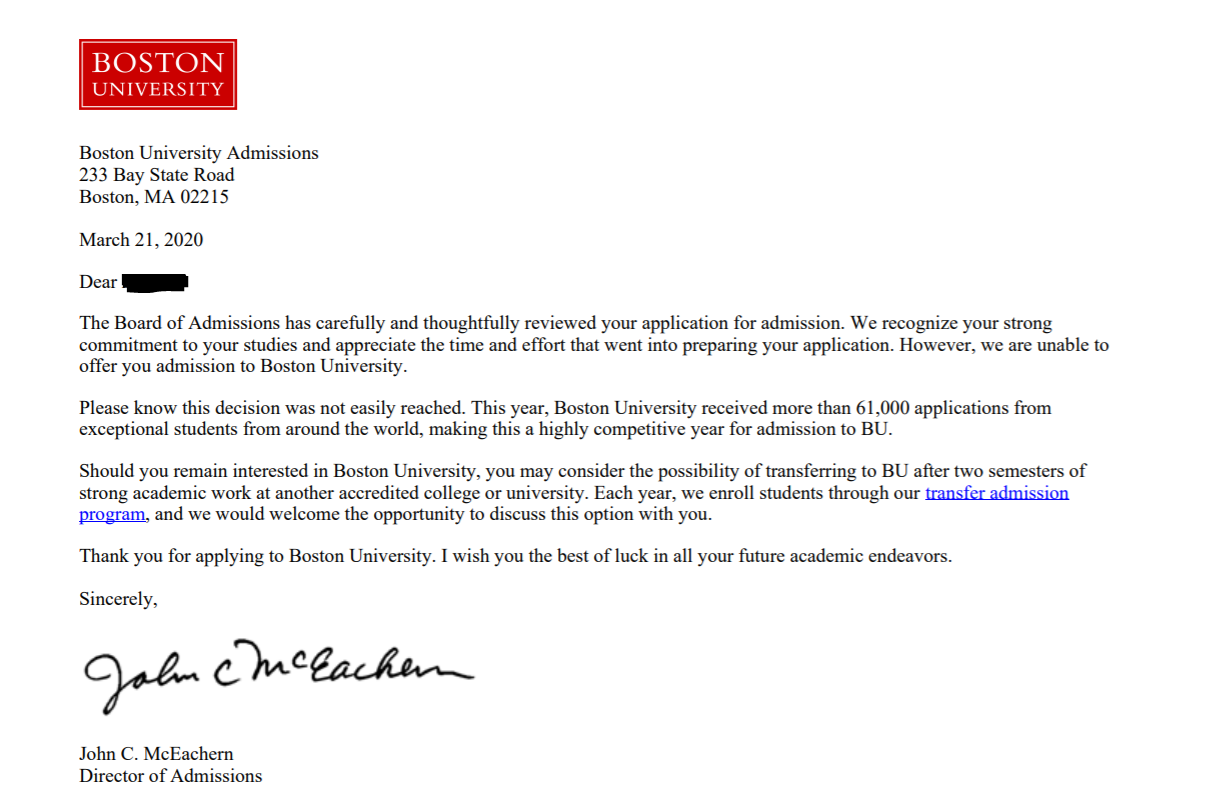 BOSTON
UNIVERSITY
Boston University Admissions
233 Bay State Road
Boston, MA 02215
March 21, 2020
Dear
The Board of Admissions has carefully and thoughtfully reviewed your application for admission. We recognize your strong
commitment to your studies and appreciate the time and effort that went into preparing your application. However, we are unable to
offer you admission to Boston University.
Please know this decision was not easily reached. This year, Boston University received more than 61,000 applications from
exceptional students from around the world, making this a highly competitive year for admission to BU.
Should you remain interested in Boston University, you may consider the possibility of transferring to BU after two semesters of
strong academic work at another accredited college or university. Each year, we enroll students through our transfer admission
program, and we would welcome the opportunity to discuss this option with you.
Thank you for applying to Boston University. I wish you the best of luck in all your future academic endeavors.
Sincerely,
John C McEachern
John C. McEachern
Director of Admissions